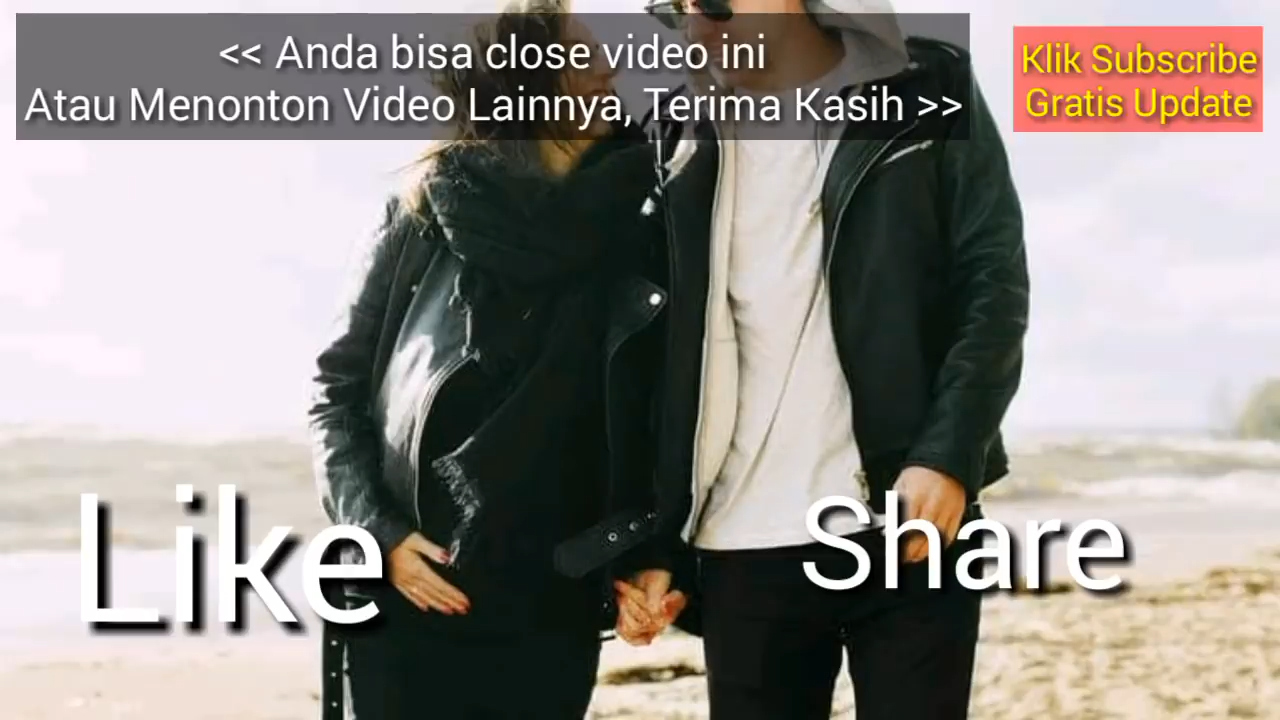 << Anda bisa close video ini
Atau Menonton Video Lainnya, Terima Kasih >>
Klik Subscribe
Gratis Update
Like
Share